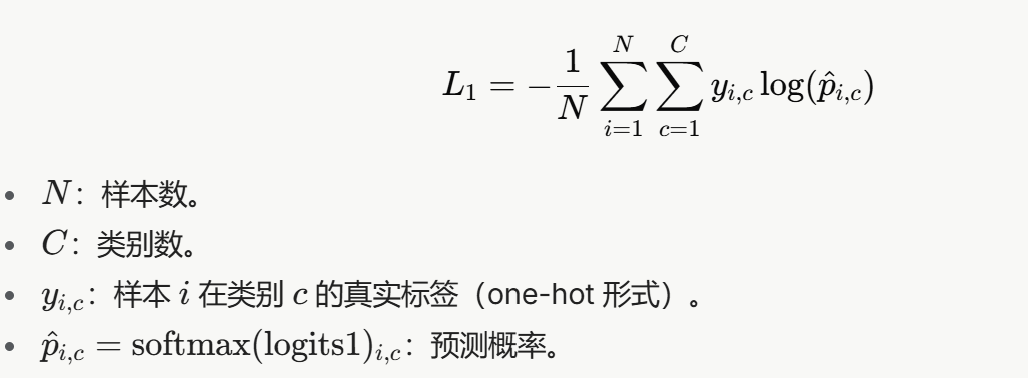 $L_1 = -\frac{1}{N} \sum_{i=1}^{N} \sum_{c=1}^{C} y_{i,c} \log(\hat{p}_{i,c})$
• $N$：样本数。
• $C$：类别数。
• $y_{i,c}$：样本 $i$ 在类别 $c$ 的真实标签（one-hot 形式）。
• $\hat{p}_{i,c} = \text{softmax}(\text{logits1})_{i,c}$：预测概率。